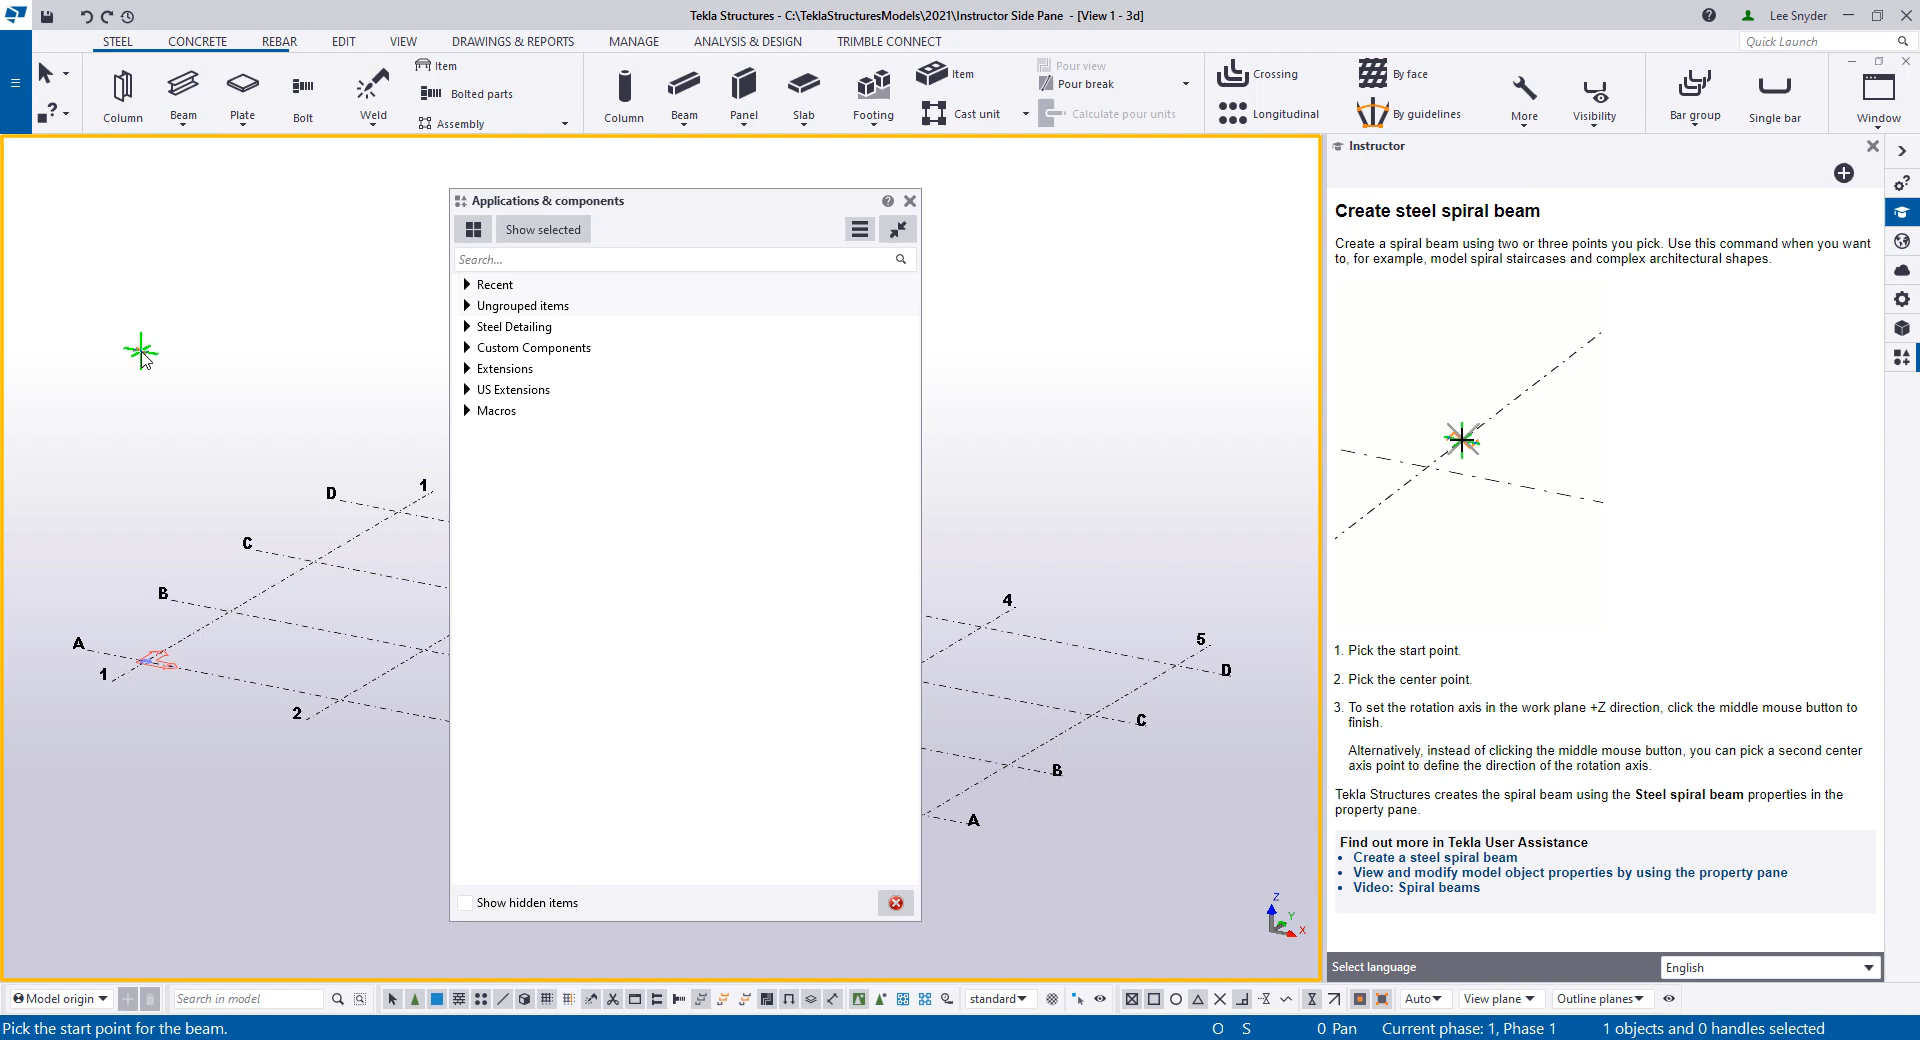 Tekla Structures - C:\TeklaStructuresModels\2021\Instructor Side Pane - [View 1 - 3d]
Lee Snyder
STEEL CONCRETE REBAR EDIT VIEW DRAWINGS & REPORTS MANAGE ANALYSIS & DESIGN TRIMBLE CONNECT
Quick Launch
Column Beam Plate Bolt Weld
Item
Bolted parts
Assembly
Column Beam Panel Slab Footing
Item
Cast unit
Pour view
Pour break
Calculate pour units
Crossing
Longitudinal
By face
By guidelines
More Visibility Bar group Single bar Window
Applications & components
Show selected
Search...
Recent
Ungrouped items
Steel Detailing
Custom Components
Extensions
US Extensions
Macros
Show hidden items
D 1
C
B
A
1
2
4
5
D
C
B
A
Z
Y
X
Instructor
Create steel spiral beam
Create a spiral beam using two or three points you pick. Use this command when you want
to, for example, model spiral staircases and complex architectural shapes.
1. Pick the start point.
2. Pick the center point.
3. To set the rotation axis in the work plane +Z direction, click the middle mouse button to
finish.
Alternatively, instead of clicking the middle mouse button, you can pick a second center
axis point to define the direction of the rotation axis.
Tekla Structures creates the spiral beam using the Steel spiral beam properties in the
property pane.
Find out more in Tekla User Assistance
• Create a steel spiral beam
• View and modify model object properties by using the property pane
• Video: Spiral beams
Select language English
Model origin Search in model standard Auto View plane Outline planes
Pick the start point for the beam. O S 0 Pan Current phase: 1, Phase 1 1 objects and 0 handles selected